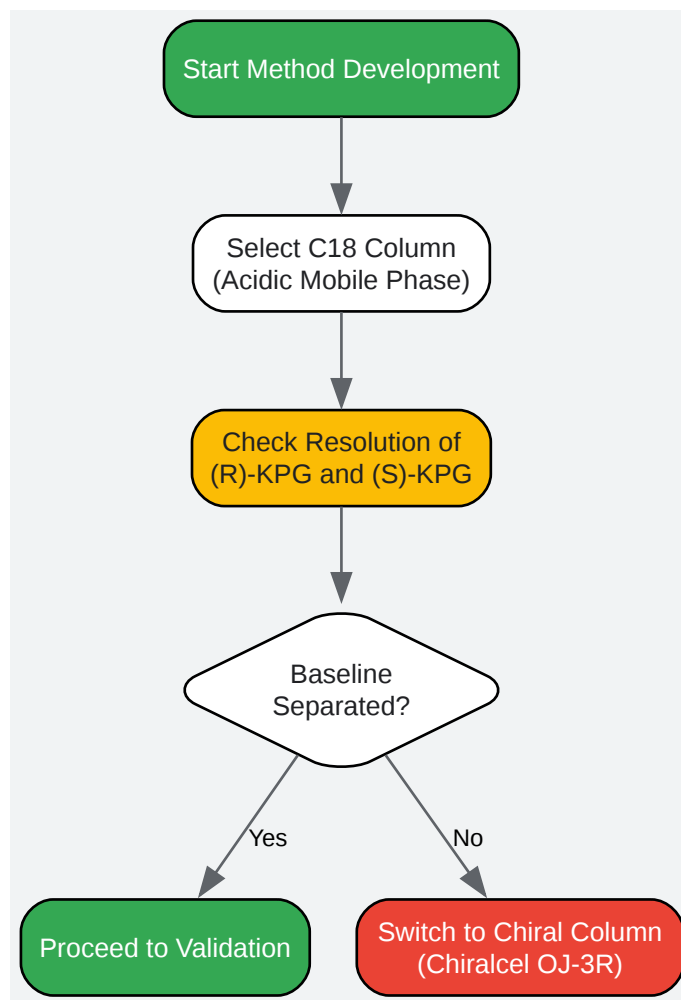 Start Method Development
Select C18 Column
(Acidic Mobile Phase)
Check Resolution of
(R)-KPG and (S)-KPG
Baseline
Separated?
Yes
No
Proceed to Validation
Switch to Chiral Column
(Chiralcel OJ-3R)